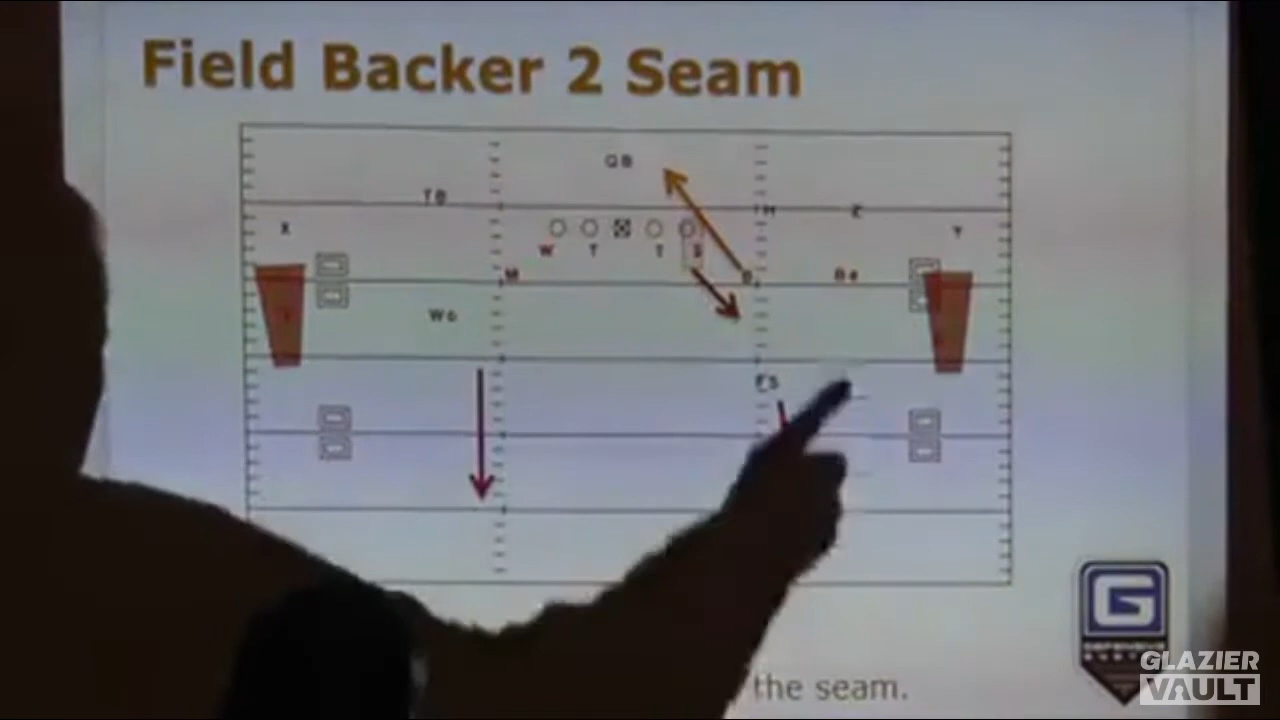 Field Backer 2 Seam
QB
TB
H Z
X
Y
W T T S
M B
Wo
FS
the seam.
G
GLAZIER
VAULT